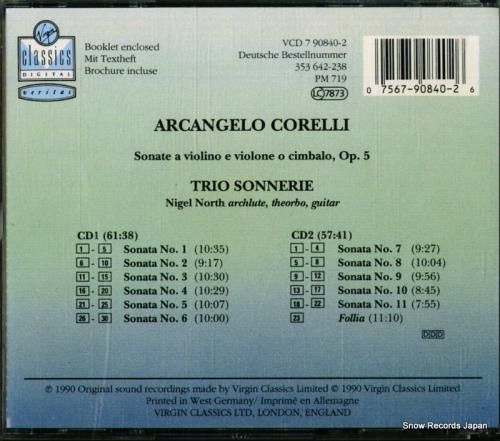 Virgin
classics
DIGITAL
veritas
Booklet enclosed
Mit Textheft
Brochure incluse
VCD 7 90840-2
Deutsche Bestellnummer
353 642-238
PM 719
LC 7873
0 7567-90840-2 6
ARCANGELO CORELLI
Sonate a violino e violone o cimbalo, Op. 5
TRIO SONNERIE
Nigel North archlute, theorbo, guitar
CD1 (61:38)
1 - 5 Sonata No. 1 (10:35)
6 - 10 Sonata No. 2 (9:17)
11 - 15 Sonata No. 3 (10:30)
16 - 20 Sonata No. 4 (10:29)
21 - 25 Sonata No. 5 (10:07)
26 - 30 Sonata No. 6 (10:00)
CD2 (57:41)
1 - 4 Sonata No. 7 (9:27)
5 - 8 Sonata No. 8 (10:04)
9 - 12 Sonata No. 9 (9:56)
13 - 17 Sonata No. 10 (8:45)
18 - 22 Sonata No. 11 (7:55)
23 Follia (11:10)
DDD
℗ 1990 Original sound recordings made by Virgin Classics Limited © 1990 Virgin Classics Limited
Printed in West Germany/ Imprimé en Allemagne
VIRGIN CLASSICS LTD, LONDON, ENGLAND
Snow Records Japan